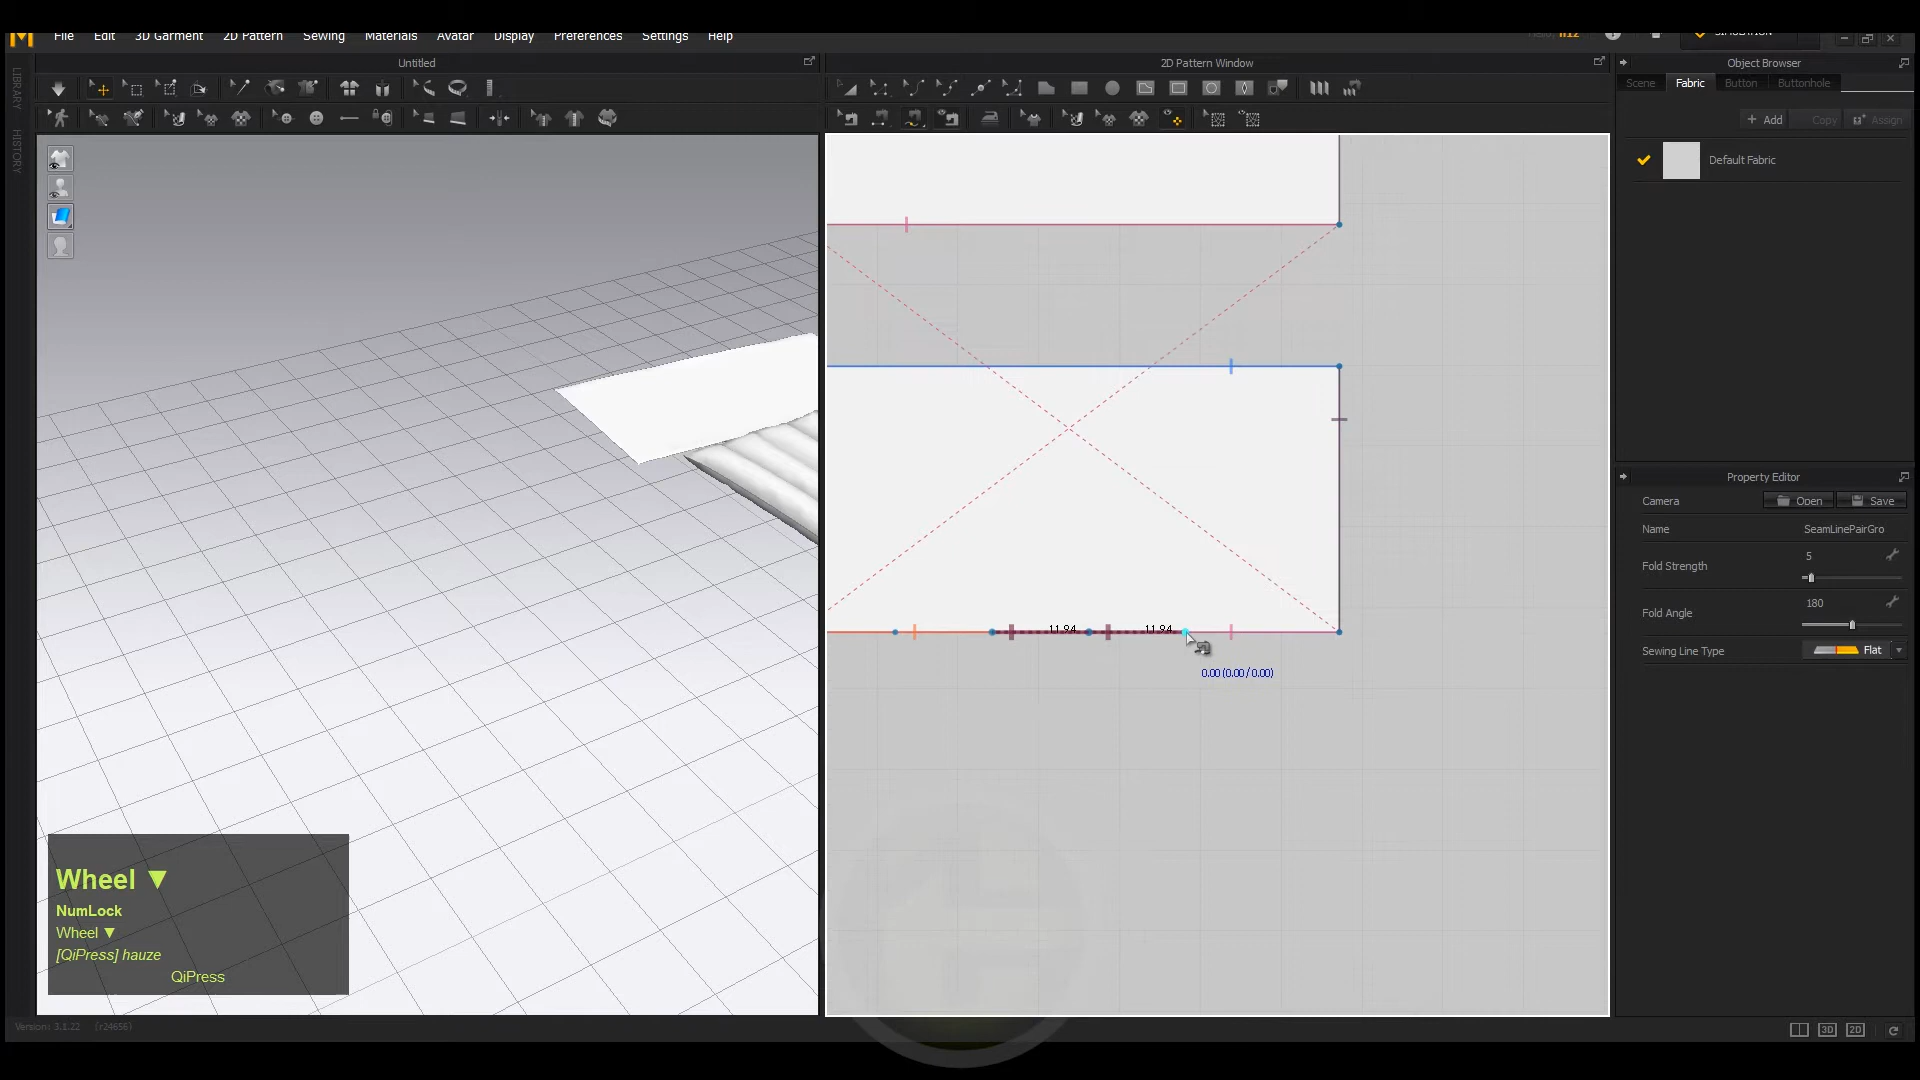 File Edit 3D Garment 2D Pattern Sewing Materials Avatar Display Preferences Settings Help
Untitled
2D Pattern Window
Object Browser
Scene Fabric Button Buttonhole
Add Copy Assign
Default Fabric
LIBRARY
HISTORY
11.94 11.94
0.00 (0.00 / 0.00)
Property Editor
Camera Open Save
Name SeamLinePairGro
Fold Strength 5
Fold Angle 180
Sewing Line Type Flat
Wheel ▼
NumLock
Wheel ▼
[QiPress] hauze
QiPress
Version: 3.1.22 (r24656)
3D 2D